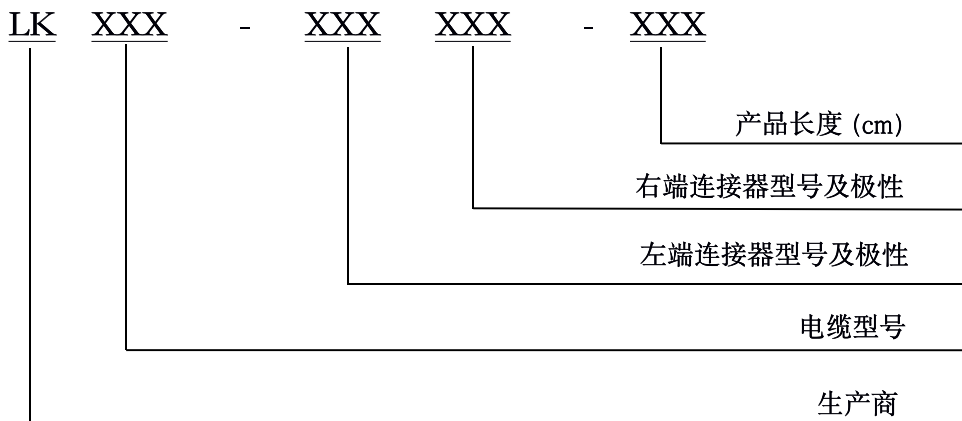 LK XXX - XXX XXX - XXX
产品长度 (cm)
右端连接器型号及极性
左端连接器型号及极性
电缆型号
生产商